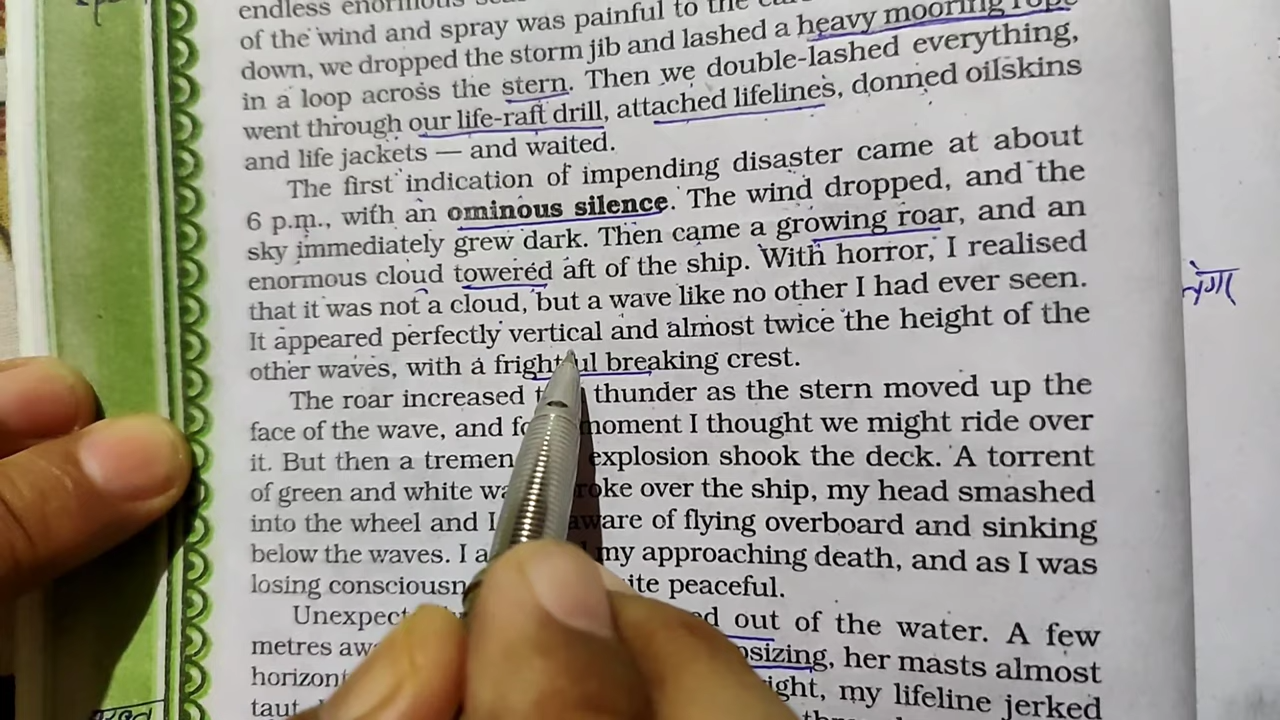 endless enormous
of the wind and spray was painful to the
down, we dropped the storm jib and lashed a heavy mooring rope
in a loop across the stern. Then we double-lashed everything,
went through our life-raft drill, attached lifelines, donned oilskins
and life jackets — and waited.
The first indication of impending disaster came at about
6 p.m., with an ominous silence. The wind dropped, and the
sky immediately grew dark. Then came a growing roar, and an
enormous cloud towered aft of the ship. With horror, I realised
that it was not a cloud, but a wave like no other I had ever seen.
It appeared perfectly vertical and almost twice the height of the
other waves, with a frightful breaking crest.
The roar increased thunder as the stern moved up the
face of the wave, and moment I thought we might ride over
it. But then a explosion shook the deck. A torrent
of green and white over the ship, my head smashed
into the wheel and I aware of flying overboard and sinking
below the waves. I my approaching death, and as I was
losing peaceful.
out of the water. A few
metres her masts almost
my lifeline jerked
taut